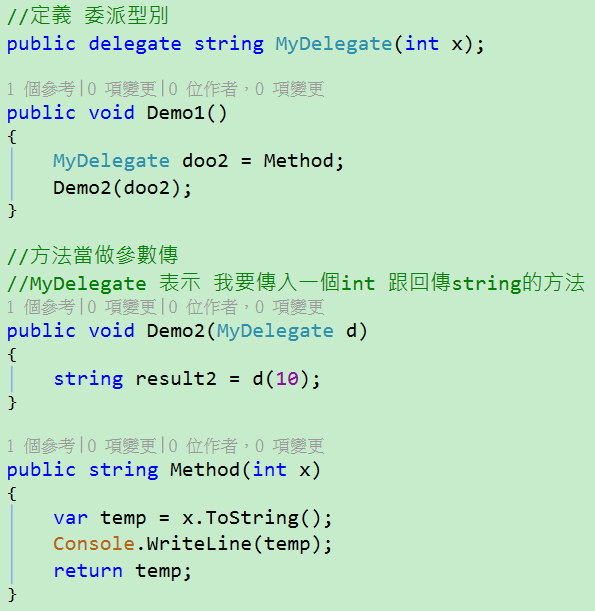 //定義 委派型別
public delegate string MyDelegate(int x);
1 個參考|0 項變更|0 位作者，0 項變更
public void Demo1()
{
MyDelegate doo2 = Method;
Demo2(doo2);
}
//方法當做參數傳
//MyDelegate 表示 我要傳入一個int 跟回傳string的方法
1 個參考|0 項變更|0 位作者，0 項變更
public void Demo2(MyDelegate d)
{
string result2 = d(10);
}
1 個參考|0 項變更|0 位作者，0 項變更
public string Method(int x)
{
var temp = x.ToString();
Console.WriteLine(temp);
return temp;
}